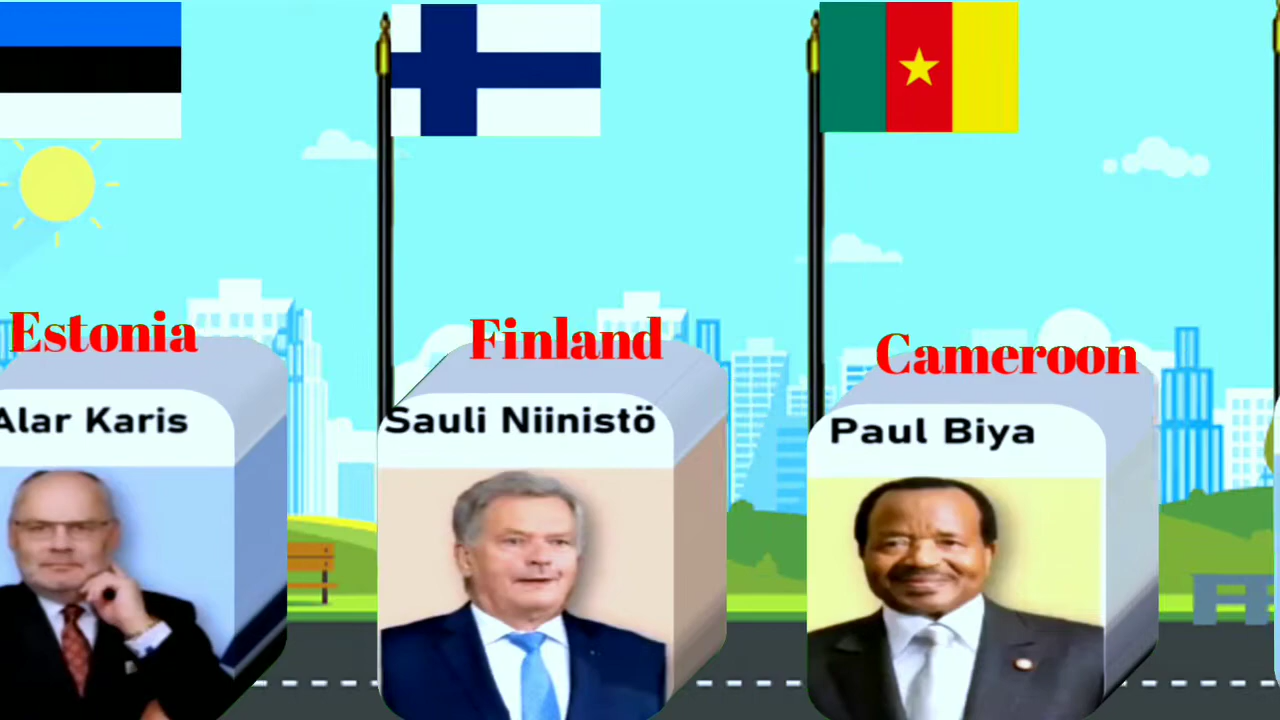 Estonia
Finland
Cameroon
Alar Karis
Sauli Niinistö
Paul Biya